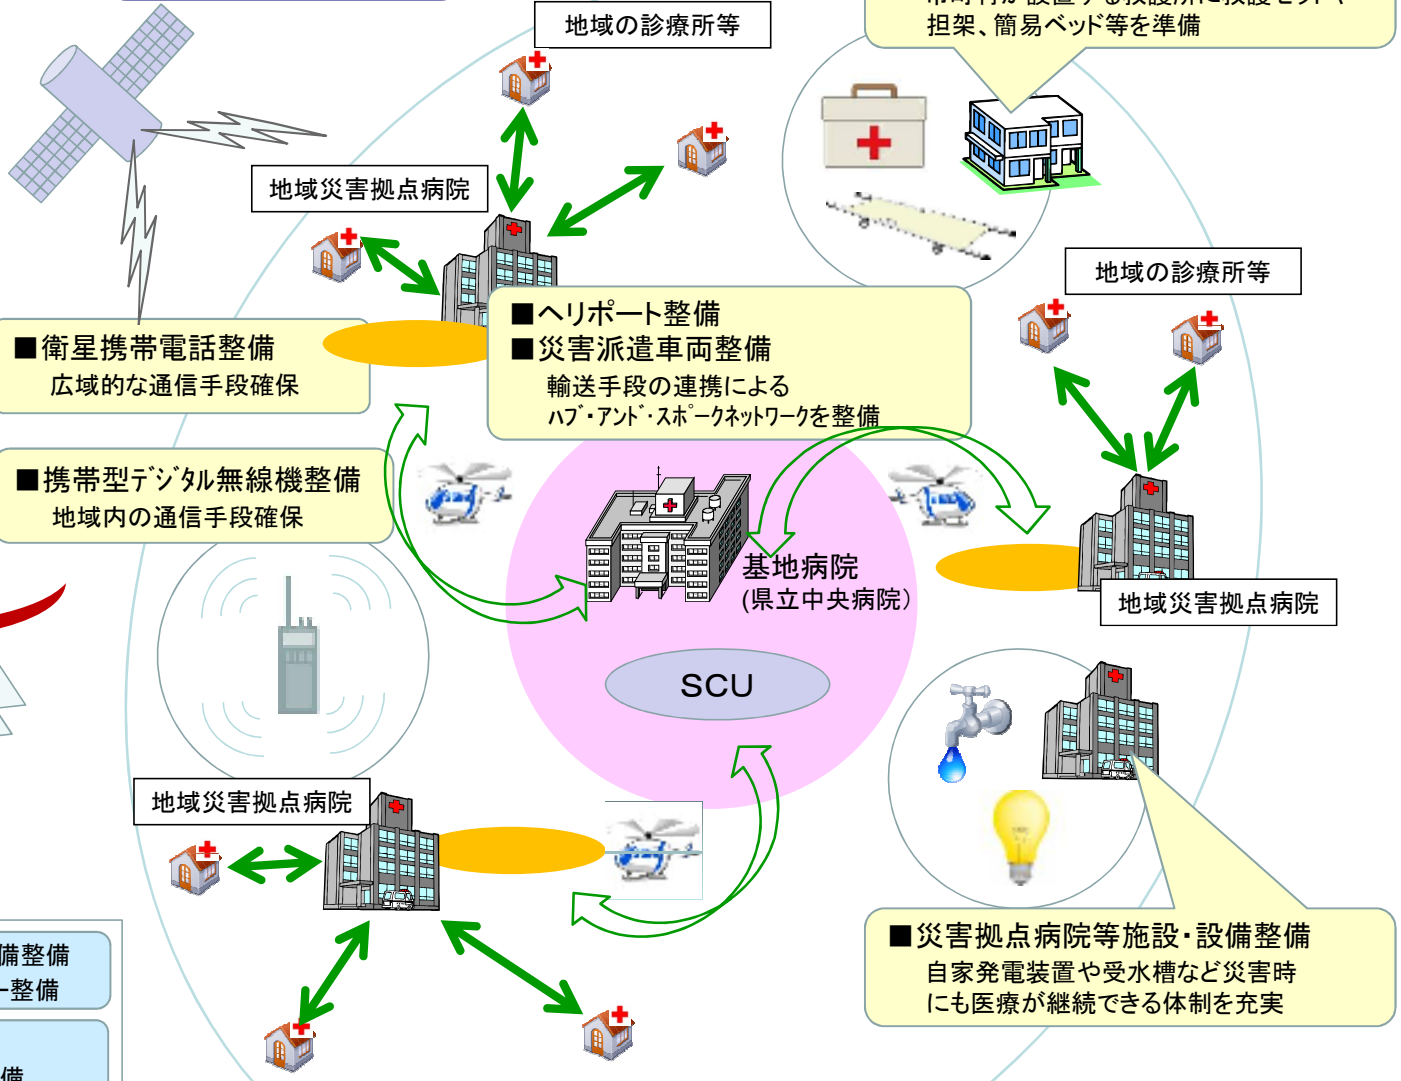 地域の診療所等
担架、簡易ベッド等を準備
地域災害拠点病院
地域の診療所等
■ヘリポート整備
■災害派遣車両整備
輸送手段の連携による
ﾊﾌﾞ・ｱﾝﾄﾞ・ｽﾎﾟｰｸネットワークを整備
■衛星携帯電話整備
広域的な通信手段確保
■携帯型ﾃﾞｼﾞﾀﾙ無線機整備
地域内の通信手段確保
基地病院
(県立中央病院）
地域災害拠点病院
SCU
地域災害拠点病院
■災害拠点病院等施設・設備整備
自家発電装置や受水槽など災害時
にも医療が継続できる体制を充実
備整備
ー整備
備